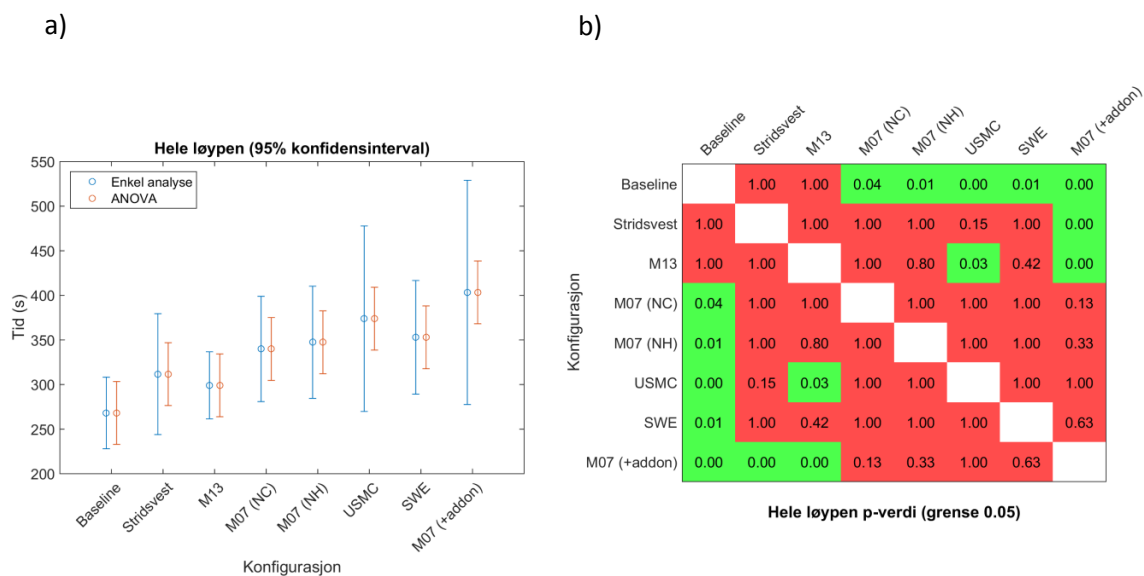 a)
Hele løypen (95% konfidensinterval)
Enkel analyse
ANOVA
550
500
450
400
350
300
250
200
Tid (s)
Baseline
Stridsvest
M13
M07 (NC)
M07 (NH)
USMC
SWE
M07 (+addon)
Konfigurasjon
b)
Baseline
Stridsvest
M13
M07 (NC)
M07 (NH)
USMC
SWE
M07 (+addon)
Konfigurasjon
Baseline 1.00 1.00 0.04 0.01 0.00 0.01 0.00
Stridsvest 1.00 1.00 1.00 1.00 0.15 1.00 0.00
M13 1.00 1.00 1.00 0.80 0.03 0.42 0.00
M07 (NC) 0.04 1.00 1.00 1.00 1.00 1.00 0.13
M07 (NH) 0.01 1.00 0.80 1.00 1.00 1.00 0.33
USMC 0.00 0.15 0.03 1.00 1.00 1.00 1.00
SWE 0.01 1.00 0.42 1.00 1.00 1.00 0.63
M07 (+addon) 0.00 0.00 0.00 0.13 0.33 1.00 0.63
Hele løypen p-verdi (grense 0.05)